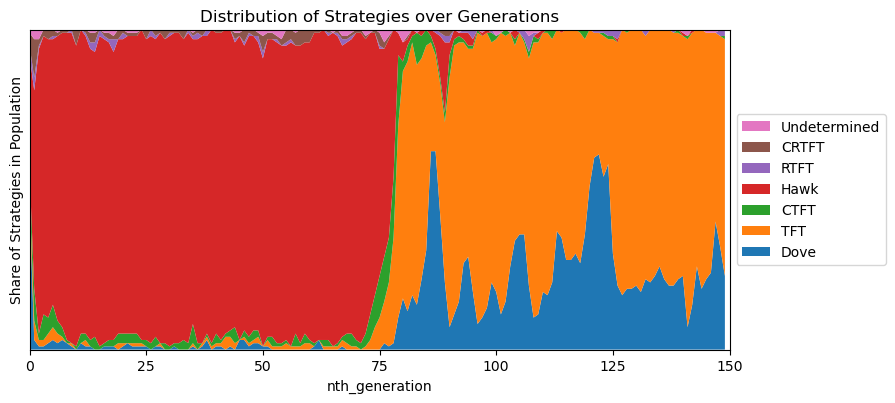 Distribution of Strategies over Generations
Share of Strategies in Population
Undetermined
CRTFT
RTFT
Hawk
CTFT
TFT
Dove
0 25 50 75 100 125 150
nth_generation